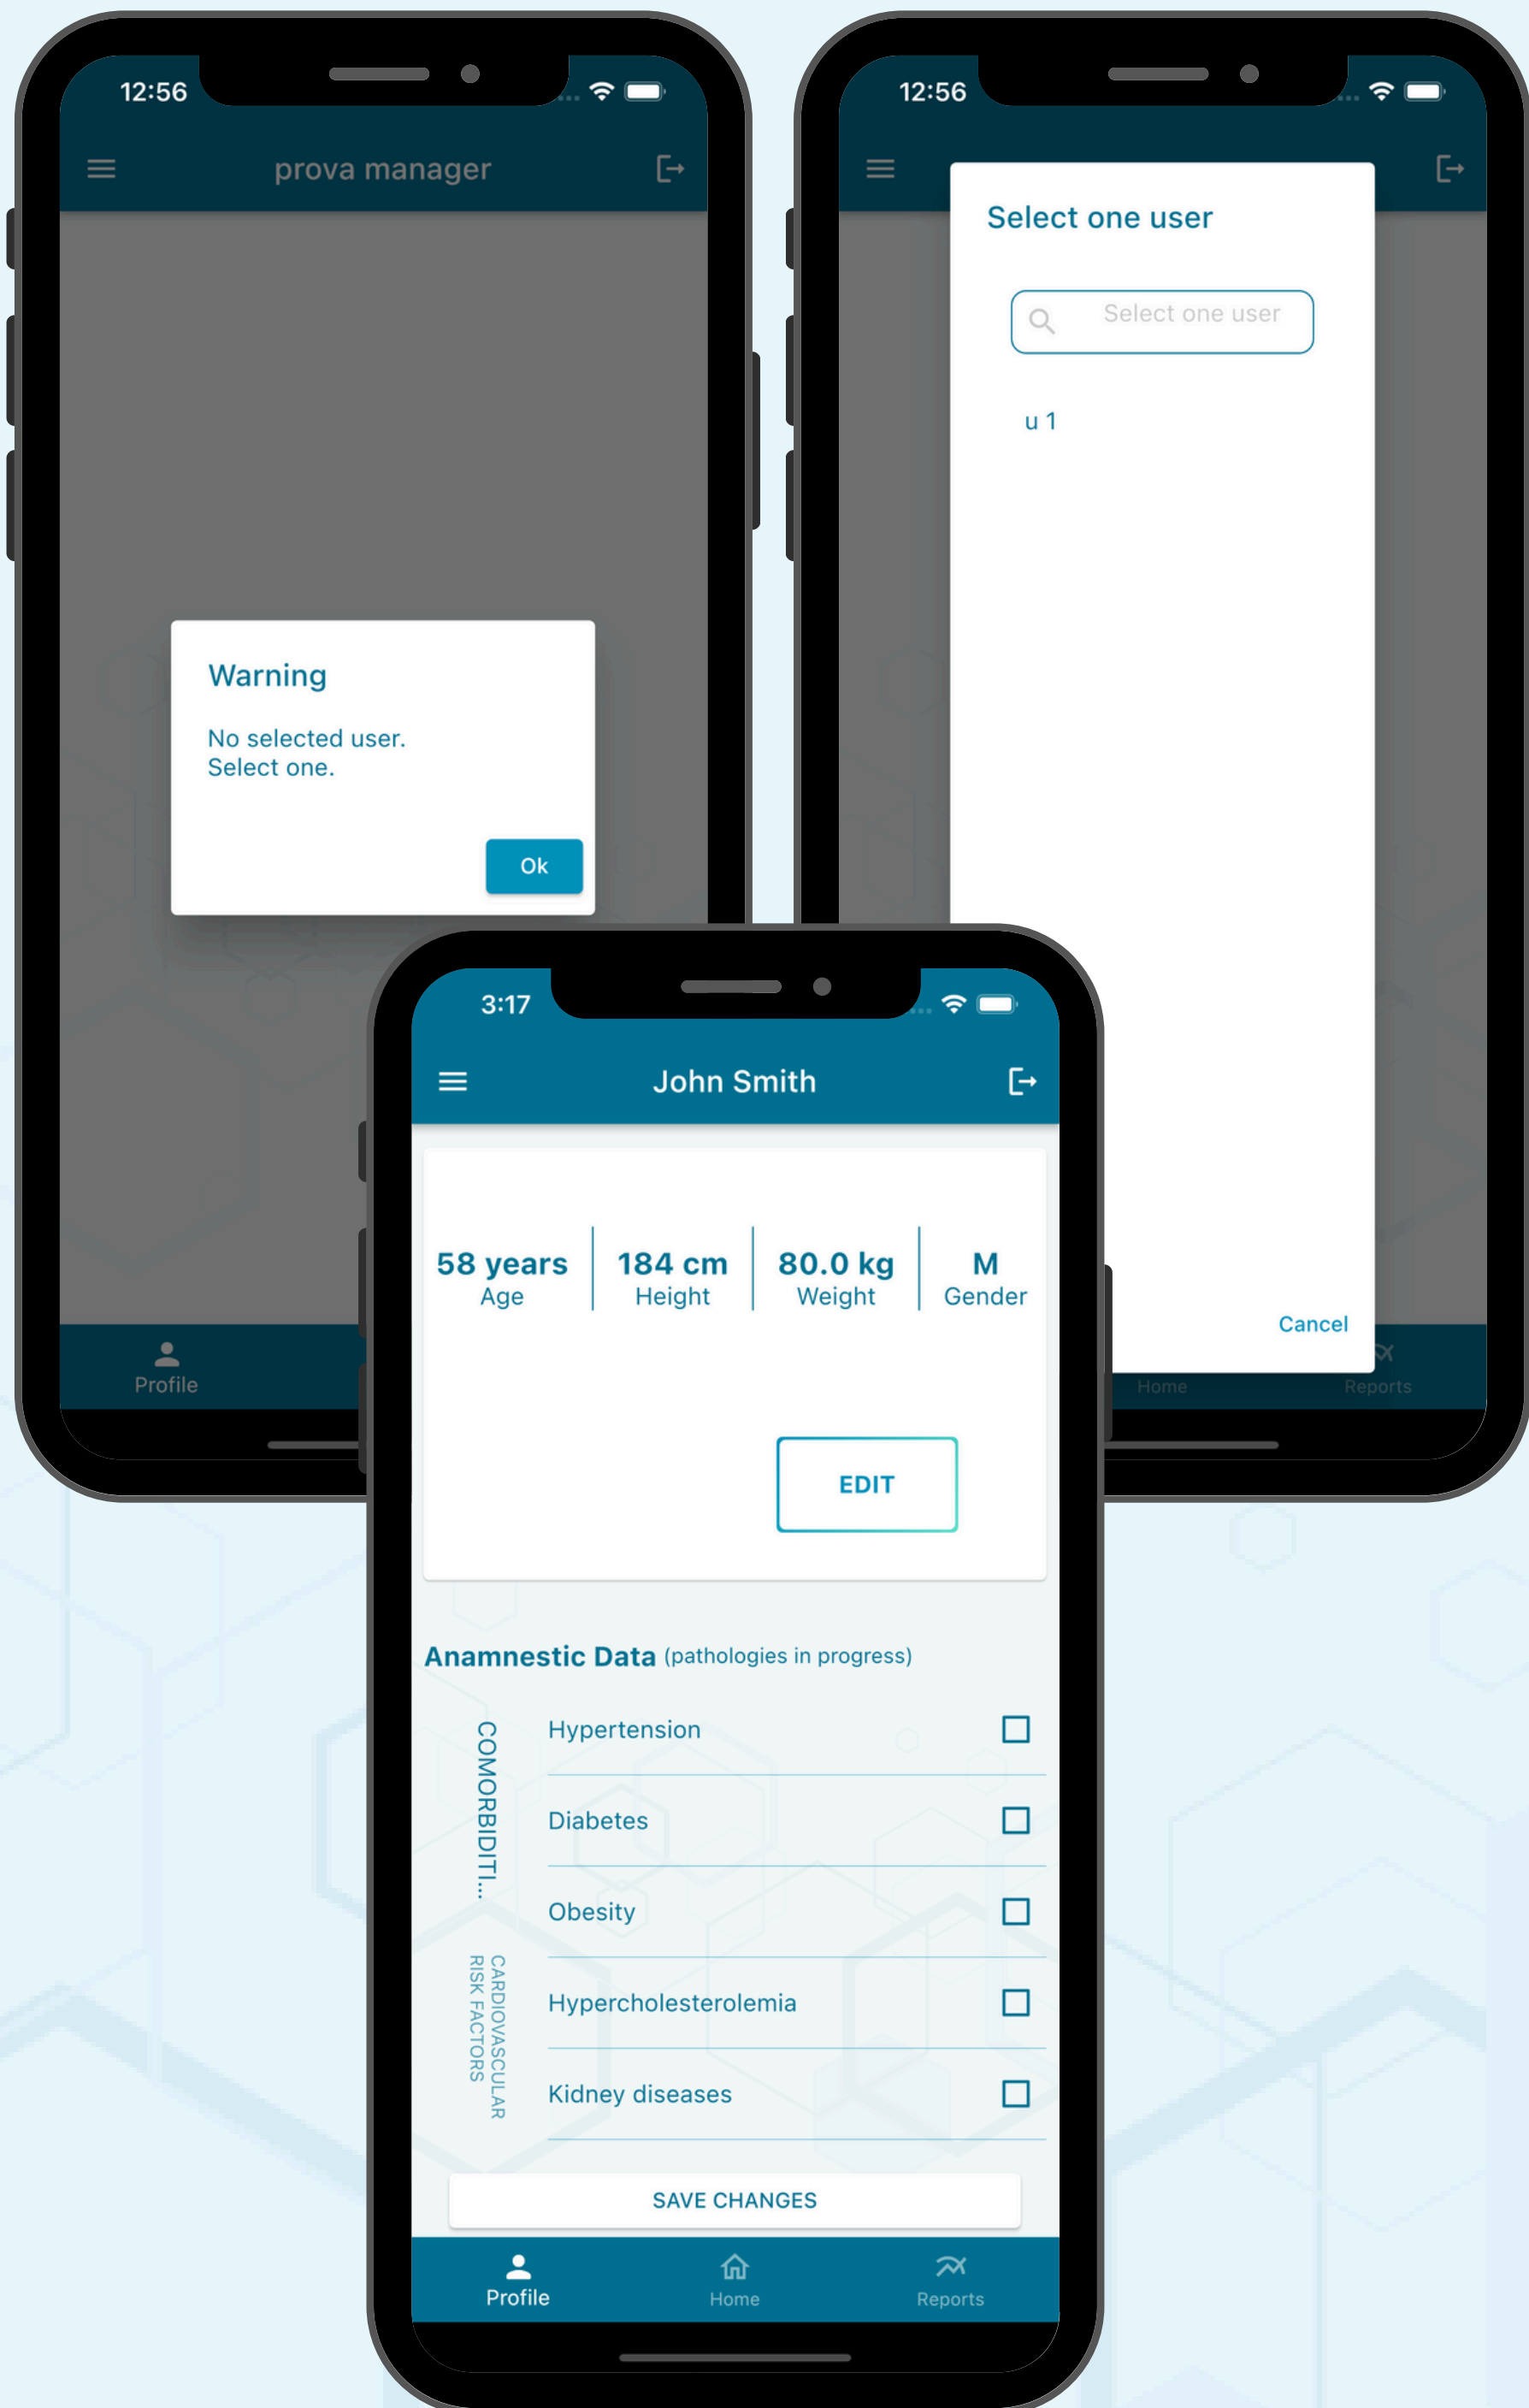 12:56
prova manager
Warning
No selected user.
Select one.
Ok
Profile
12:56
Select one user
Select one user
u 1
Cancel
Home
Reports
3:17
John Smith
58 years
Age
184 cm
Height
80.0 kg
Weight
M
Gender
EDIT
Anamnestic Data (pathologies in progress)
COMORBIDITI...
CARDIOVASCULAR
RISK FACTORS
Hypertension
Diabetes
Obesity
Hypercholesterolemia
Kidney diseases
SAVE CHANGES
Profile
Home
Reports